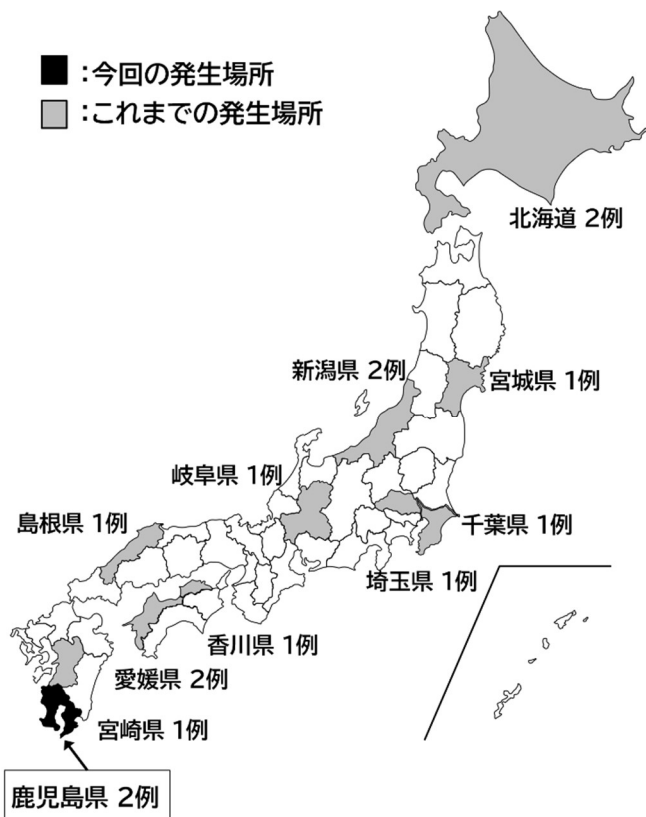 :今回の発生場所
:これまでの発生場所
北海道 2例
新潟県 2例
宮城県 1例
岐阜県 1例
島根県 1例
千葉県 1例
埼玉県 1例
香川県 1例
愛媛県 2例
宮崎県 1例
鹿児島県 2例